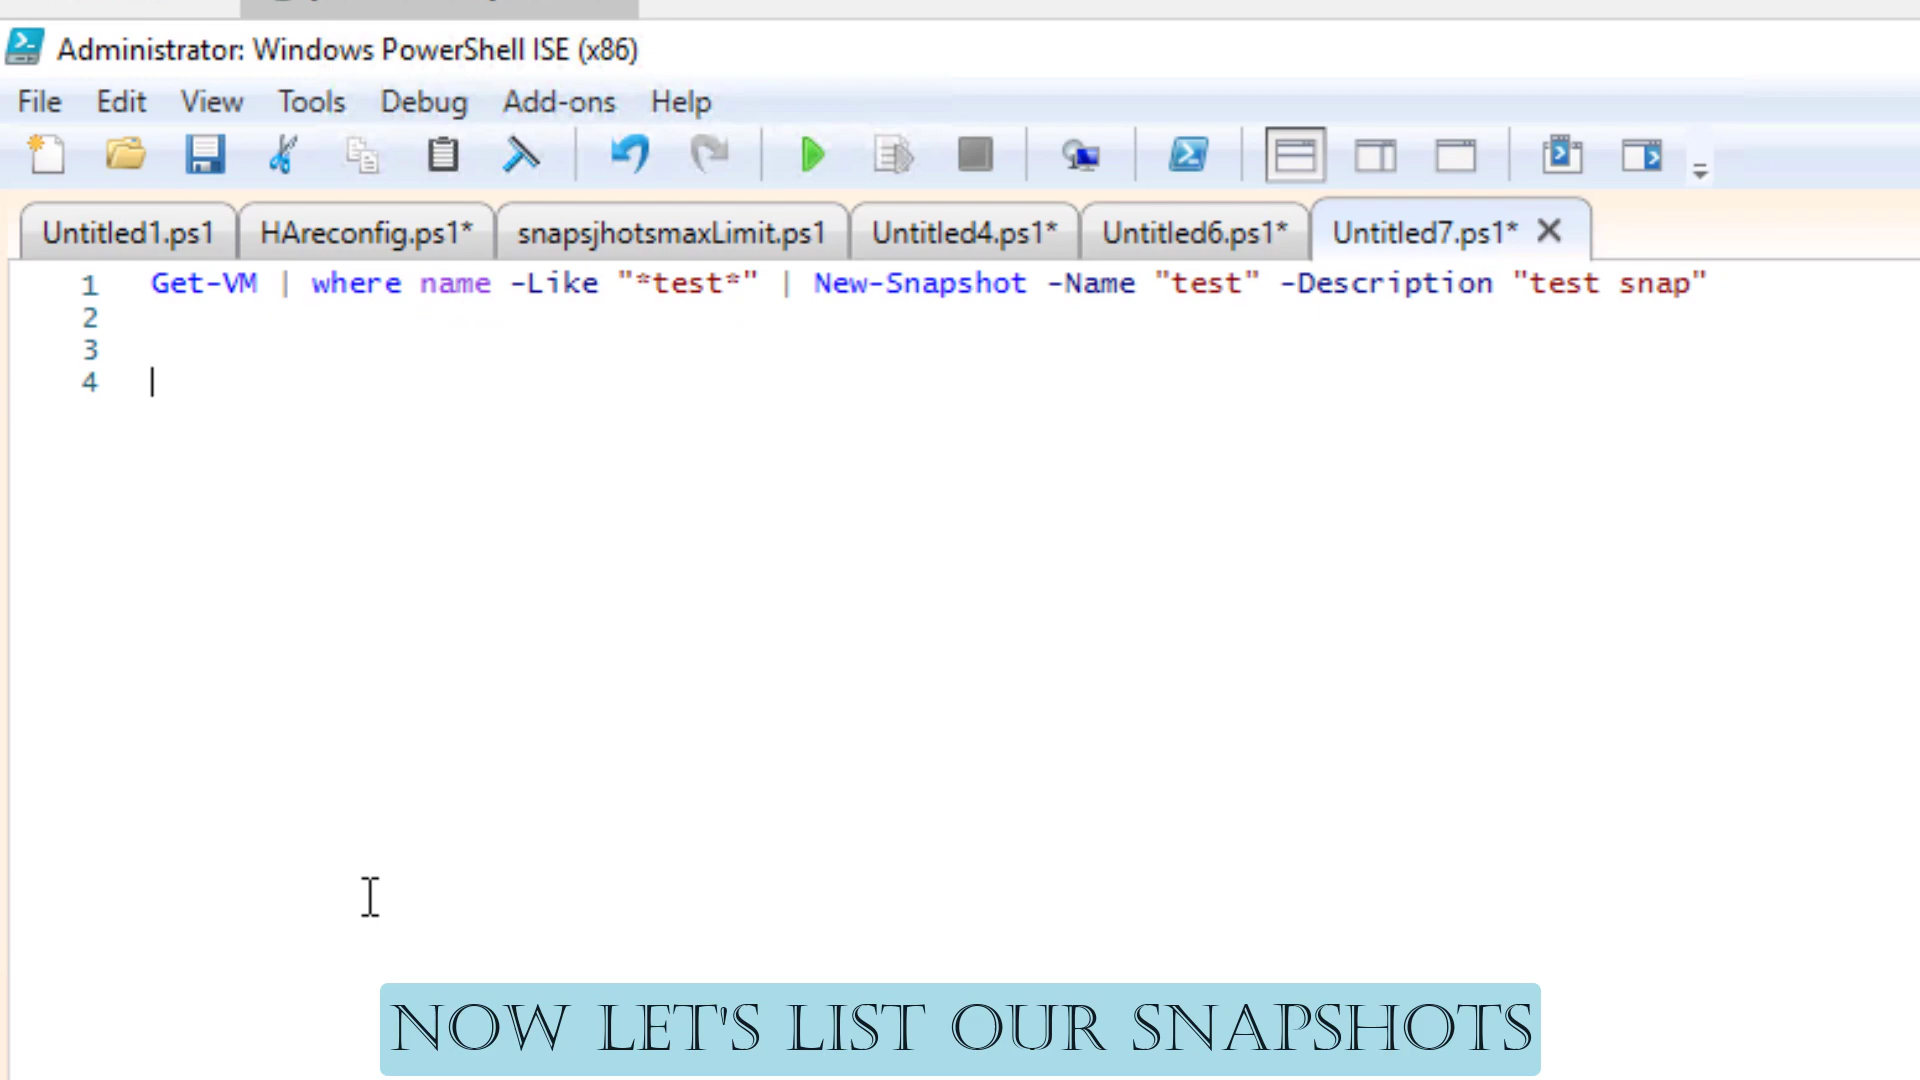 Administrator: Windows PowerShell ISE (x86)
File Edit View Tools Debug Add-ons Help
Untitled1.ps1 HAreconfig.ps1* snapsjhotsmaxLimit.ps1 Untitled4.ps1* Untitled6.ps1* Untitled7.ps1*
1 Get-VM | where name -Like "*test*" | New-Snapshot -Name "test" -Description "test snap"
2
3
4
NOW LET'S LIST OUR SNAPSHOTS